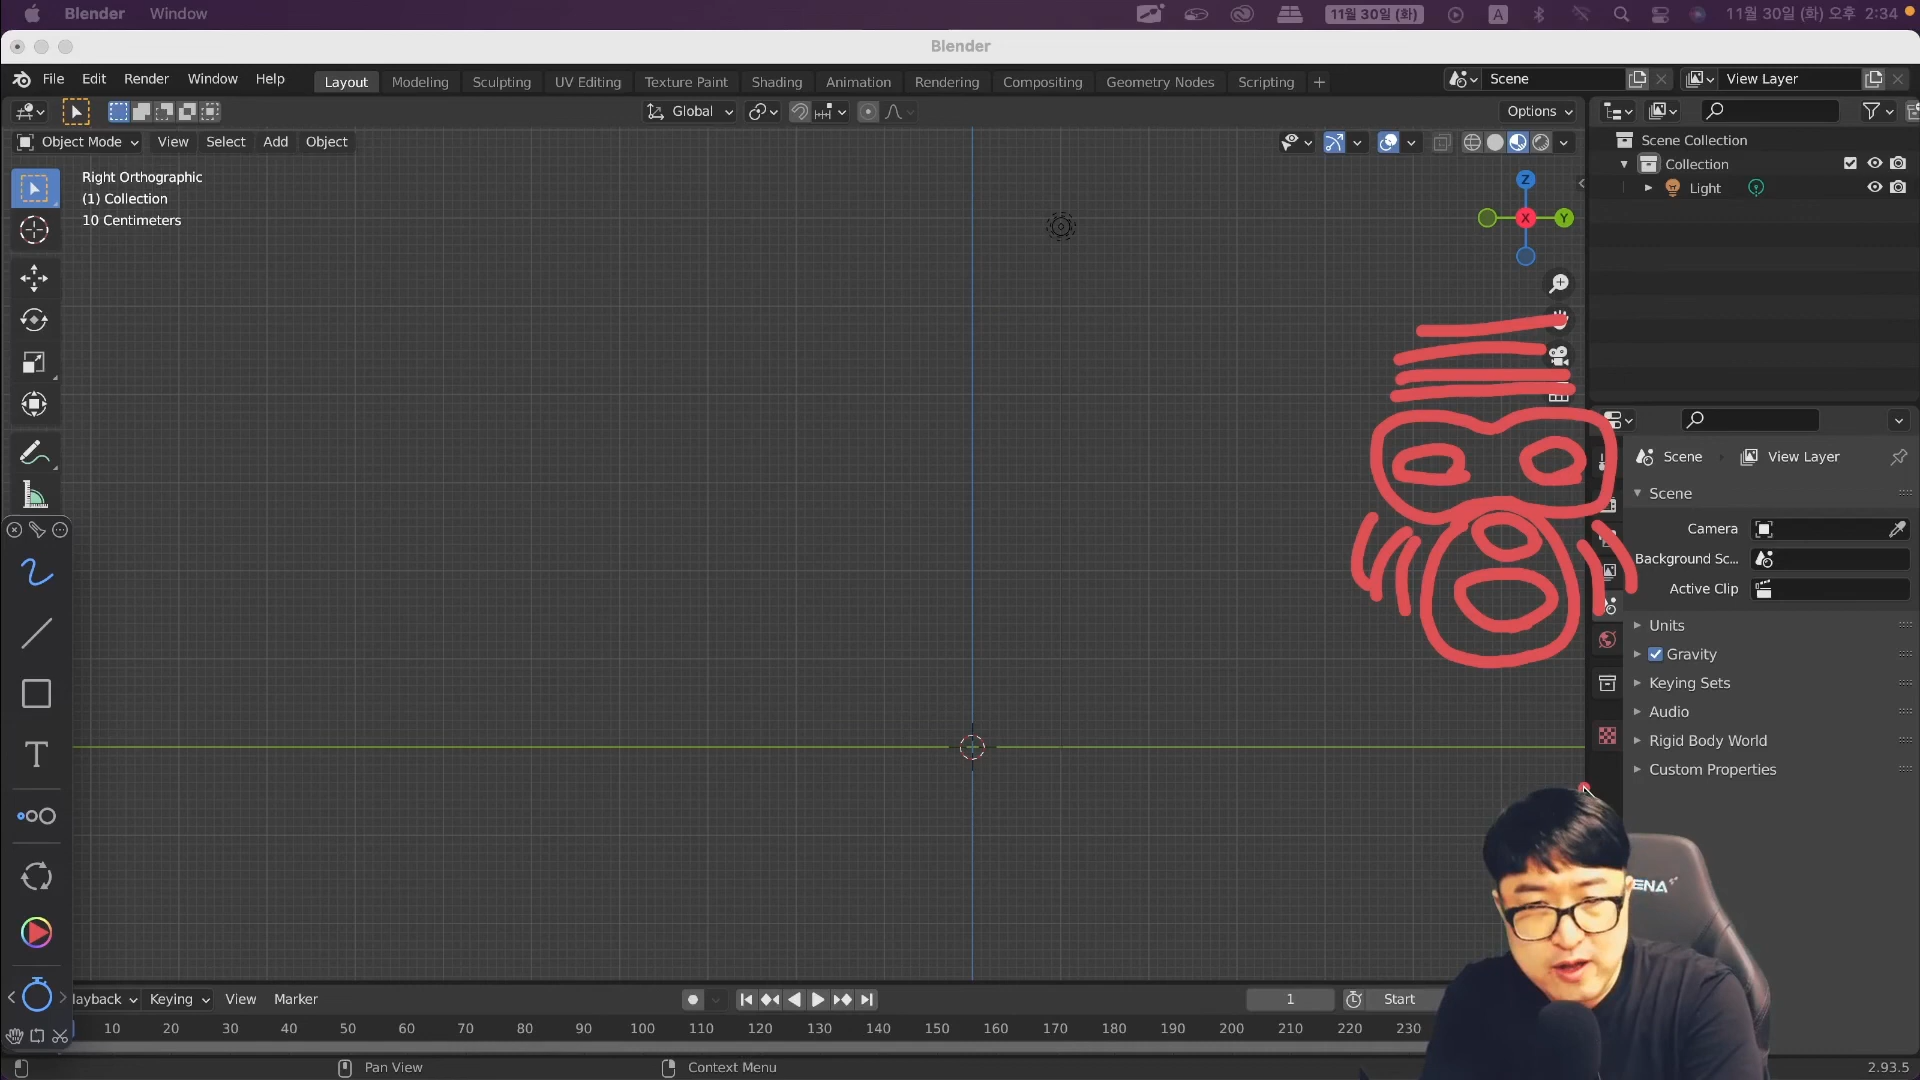 Blender Window 11월 30일 (화) A 11월 30일 (화) 오후 2:34
Blender
File Edit Render Window Help Layout Modeling Sculpting UV Editing Texture Paint Shading Animation Rendering Compositing Geometry Nodes Scripting + Scene View Layer
Global Options
Object Mode View Select Add Object
Scene Collection
Collection
Light
Right Orthographic
(1) Collection
10 Centimeters
Z
X Y
Scene View Layer
Scene
Camera
Background Sc...
Active Clip
Units
Gravity
Keying Sets
Audio
Rigid Body World
Custom Properties
T
ENA
layback Keying View Marker 1 Start
10 20 30 40 50 60 70 80 90 100 110 120 130 140 150 160 170 180 190 200 210 220 230
Pan View Context Menu 2.93.5